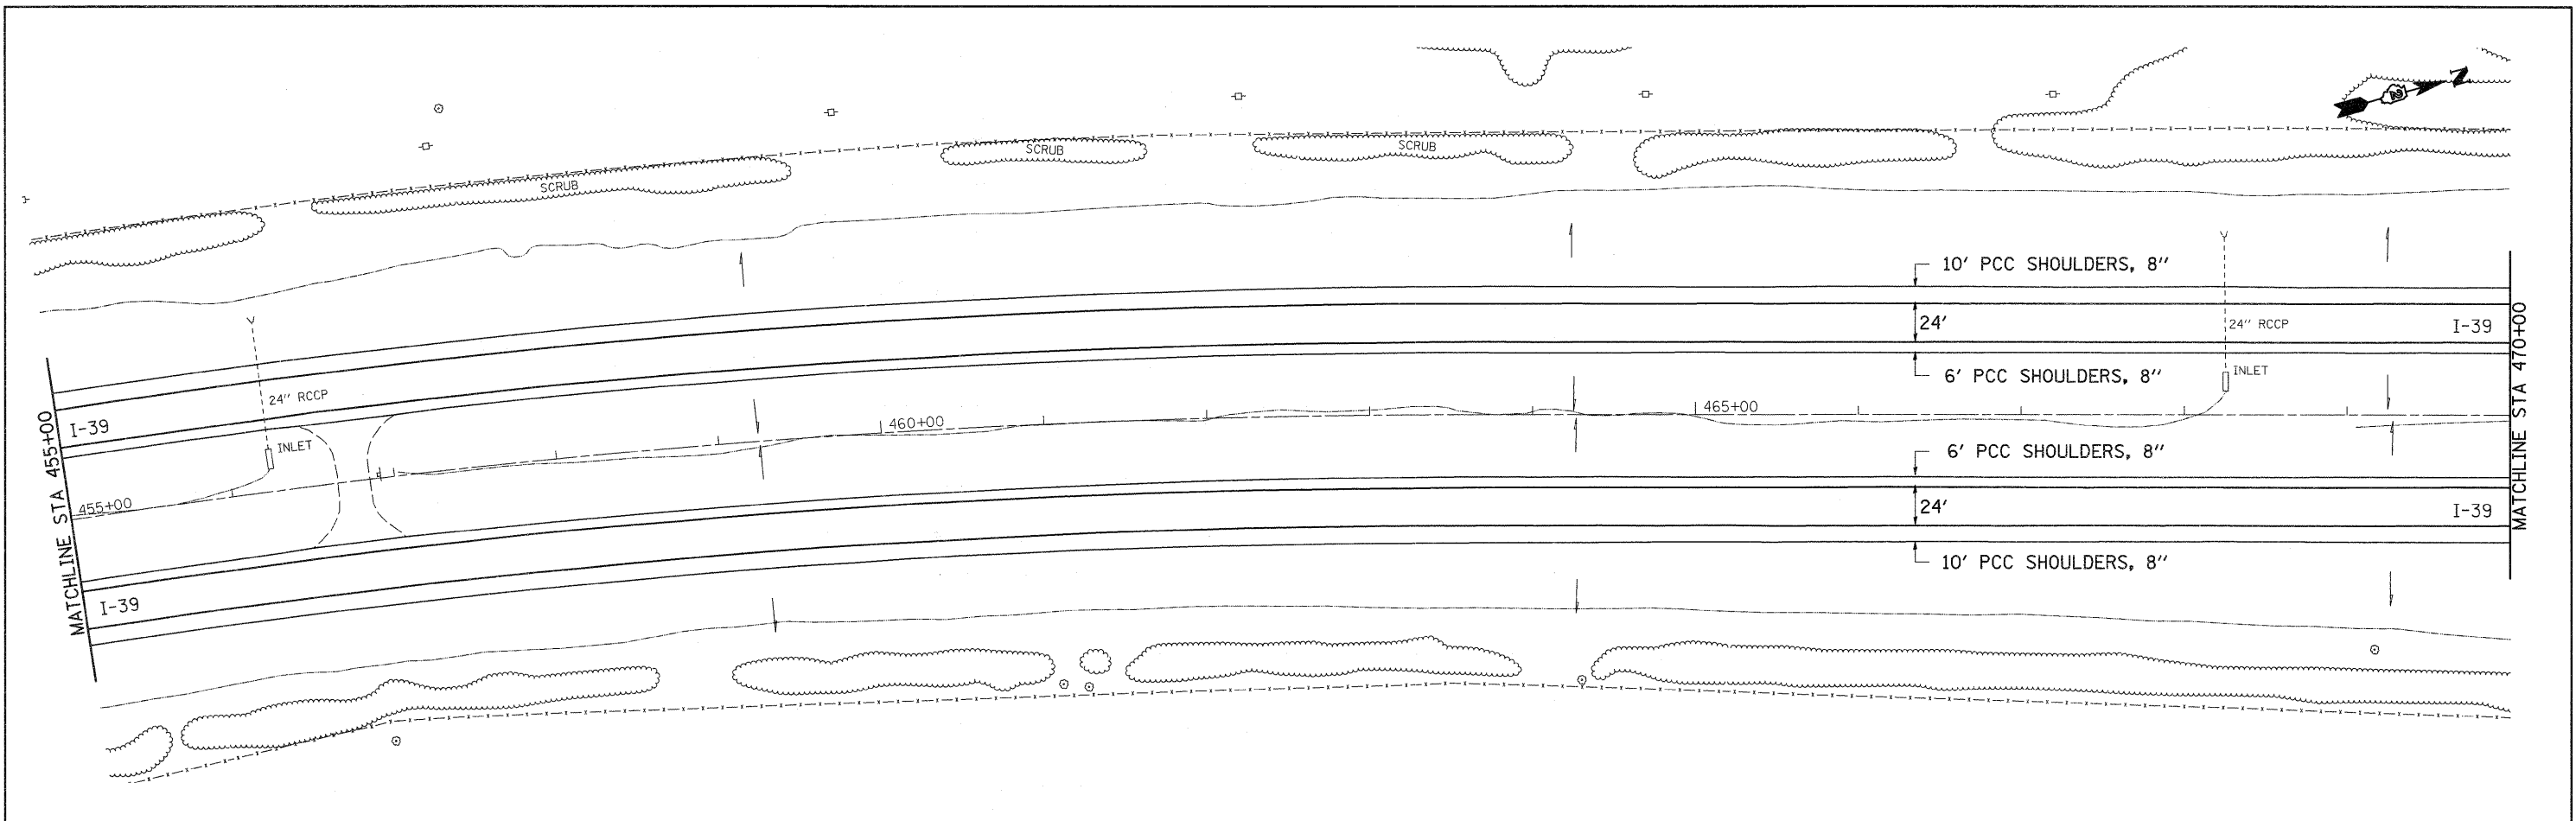 N
SCRUB
SCRUB
SCRUB
10' PCC SHOULDERS, 8"
24'
24" RCCP
I-39
6' PCC SHOULDERS, 8"
INLET
24" RCCP
I-39
INLET
460+00
465+00
455+00
6' PCC SHOULDERS, 8"
24'
I-39
10' PCC SHOULDERS, 8"
I-39
MATCHLINE STA 455+00
MATCHLINE STA 470+00